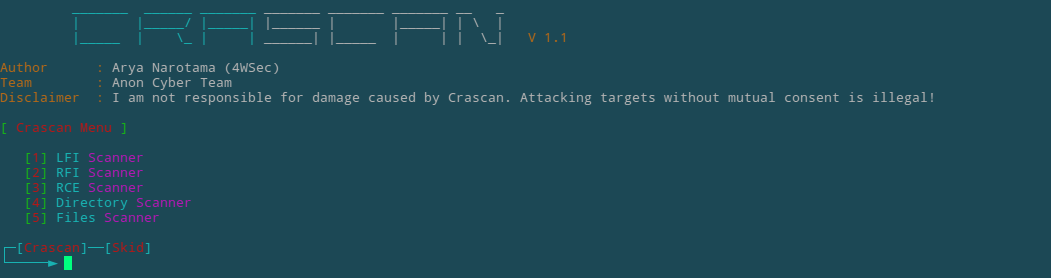 CRASCAN
V 1.1
Author : Arya Narotama (4WSec)
Team : Anon Cyber Team
Disclaimer : I am not responsible for damage caused by Crascan. Attacking targets without mutual consent is illegal!
[ Crascan Menu ]
[1] LFI Scanner
[2] RFI Scanner
[3] RCE Scanner
[4] Directory Scanner
[5] Files Scanner
[Crascan]──[Skid]